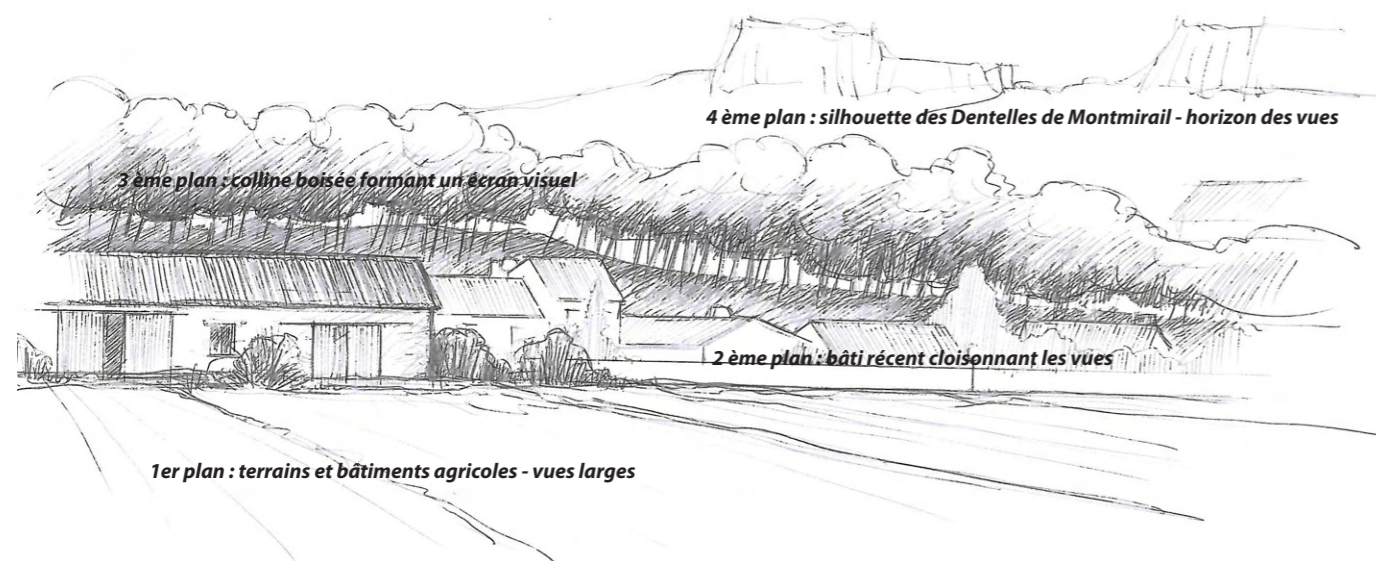 4 ème plan : silhouette des Dentelles de Montmirail - horizon des vues
3 ème plan : colline boisée formant un écran visuel
2 ème plan : bâti récent cloisonnant les vues
1er plan : terrains et bâtiments agricoles - vues larges